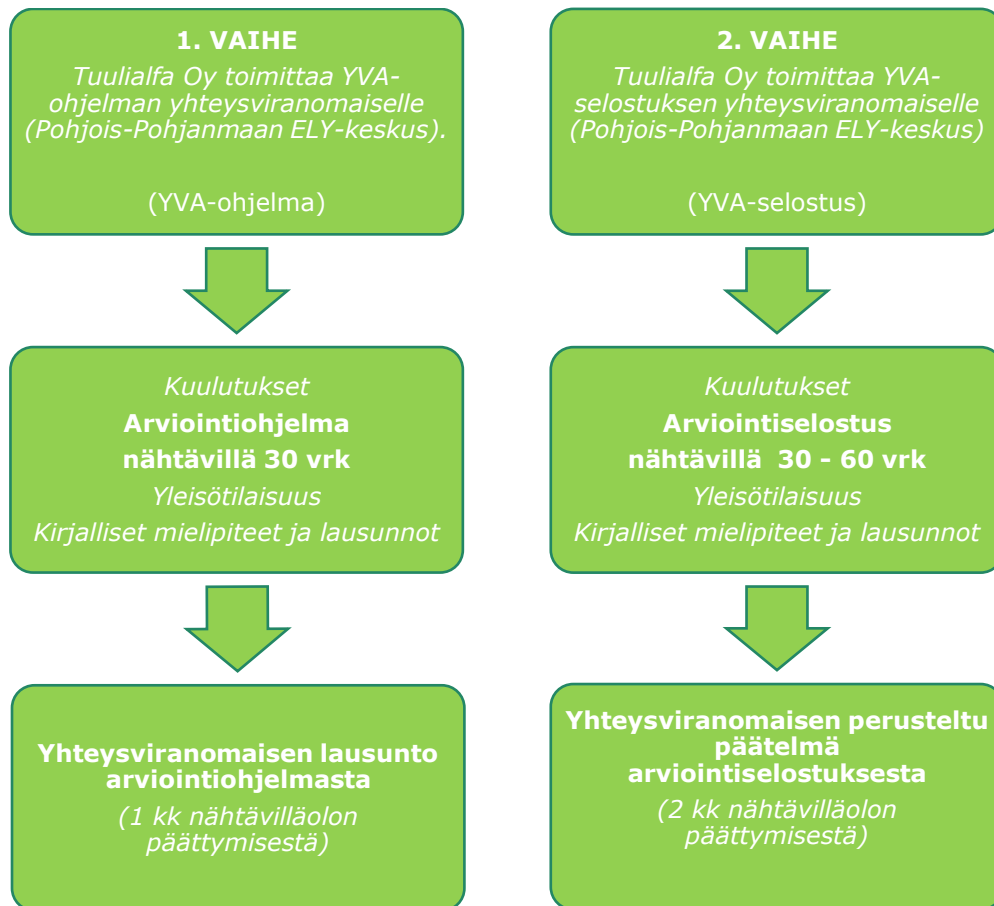 1. VAIHE
Tuulialfa Oy toimittaa YVA-
ohjelman yhteysviranomaiselle
(Pohjois-Pohjanmaan ELY-keskus).
(YVA-ohjelma)
Kuulutukset
Arviointiohjelma
nähtävillä 30 vrk
Yleisötilaisuus
Kirjalliset mielipiteet ja lausunnot
Yhteysviranomaisen lausunto
arviointiohjelmasta
(1 kk nähtävilläolon
päättymisestä)
2. VAIHE
Tuulialfa Oy toimittaa YVA-
selostuksen yhteysviranomaiselle
(Pohjois-Pohjanmaan ELY-keskus)
(YVA-selostus)
Kuulutukset
Arviointiselostus
nähtävillä 30 - 60 vrk
Yleisötilaisuus
Kirjalliset mielipiteet ja lausunnot
Yhteysviranomaisen perusteltu
päätelmä
arviointiselostuksesta
(2 kk nähtävilläolon
päättymisestä)